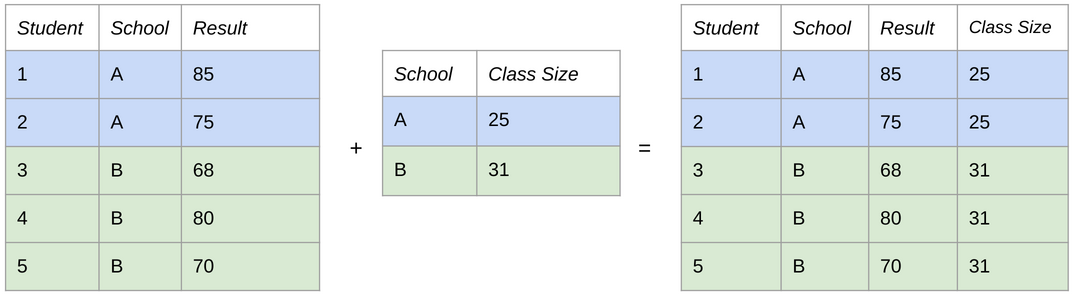 Student School Result
1 A 85
2 A 75
3 B 68
4 B 80
5 B 70
+
School Class Size
A 25
B 31
=
Student School Result Class Size
1 A 85 25
2 A 75 25
3 B 68 31
4 B 80 31
5 B 70 31